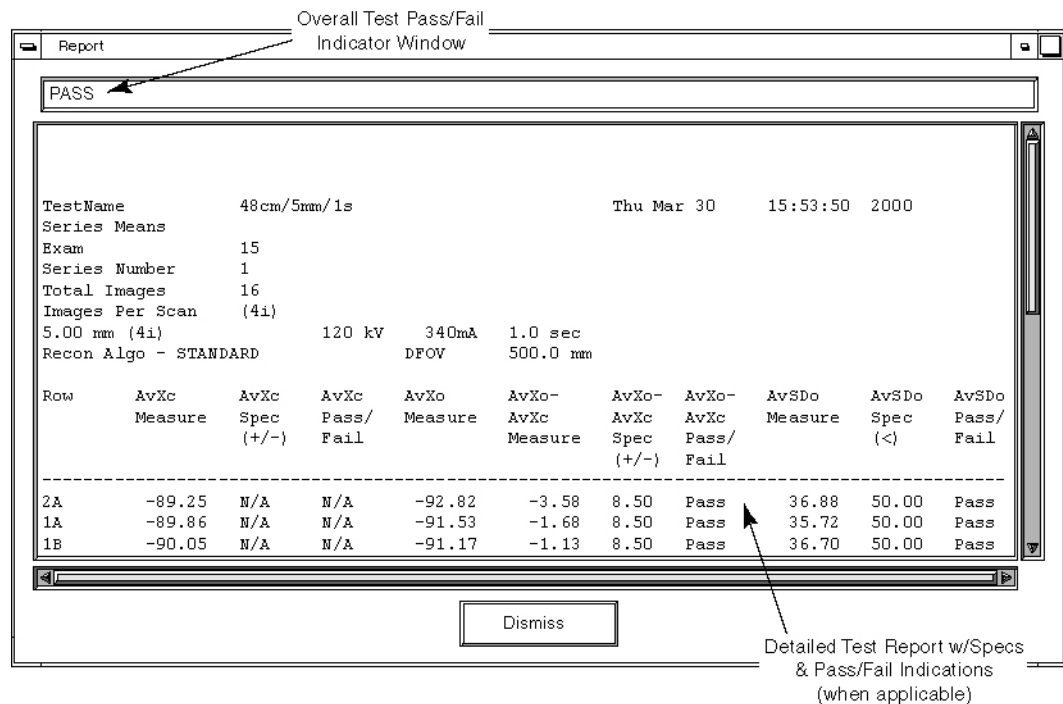 Overall Test Pass/Fail
Indicator Window
Report
PASS
TestName 48cm/5mm/1s Thu Mar 30 15:53:50 2000
Series Means
Exam 15
Series Number 1
Total Images 16
Images Per Scan (4i)
5.00 mm (4i) 120 kV 340mA 1.0 sec
Recon Algo - STANDARD DFOV 500.0 mm
Row AvXc AvXc AvXc AvXo AvXo- AvXo- AvXo- AvSDo AvSDo AvSDo
Measure Spec Pass/ Measure AvXc AvXc AvXc Measure Spec Pass/
(+/-) Fail Measure Spec Pass/ (<) Fail
(+/-) Fail
2A -89.25 N/A N/A -92.82 -3.58 8.50 Pass 36.88 50.00 Pass
1A -89.86 N/A N/A -91.53 -1.68 8.50 Pass 35.72 50.00 Pass
1B -90.05 N/A N/A -91.17 -1.13 8.50 Pass 36.70 50.00 Pass
Dismiss
Detailed Test Report w/Specs
& Pass/Fail Indications
(when applicable)